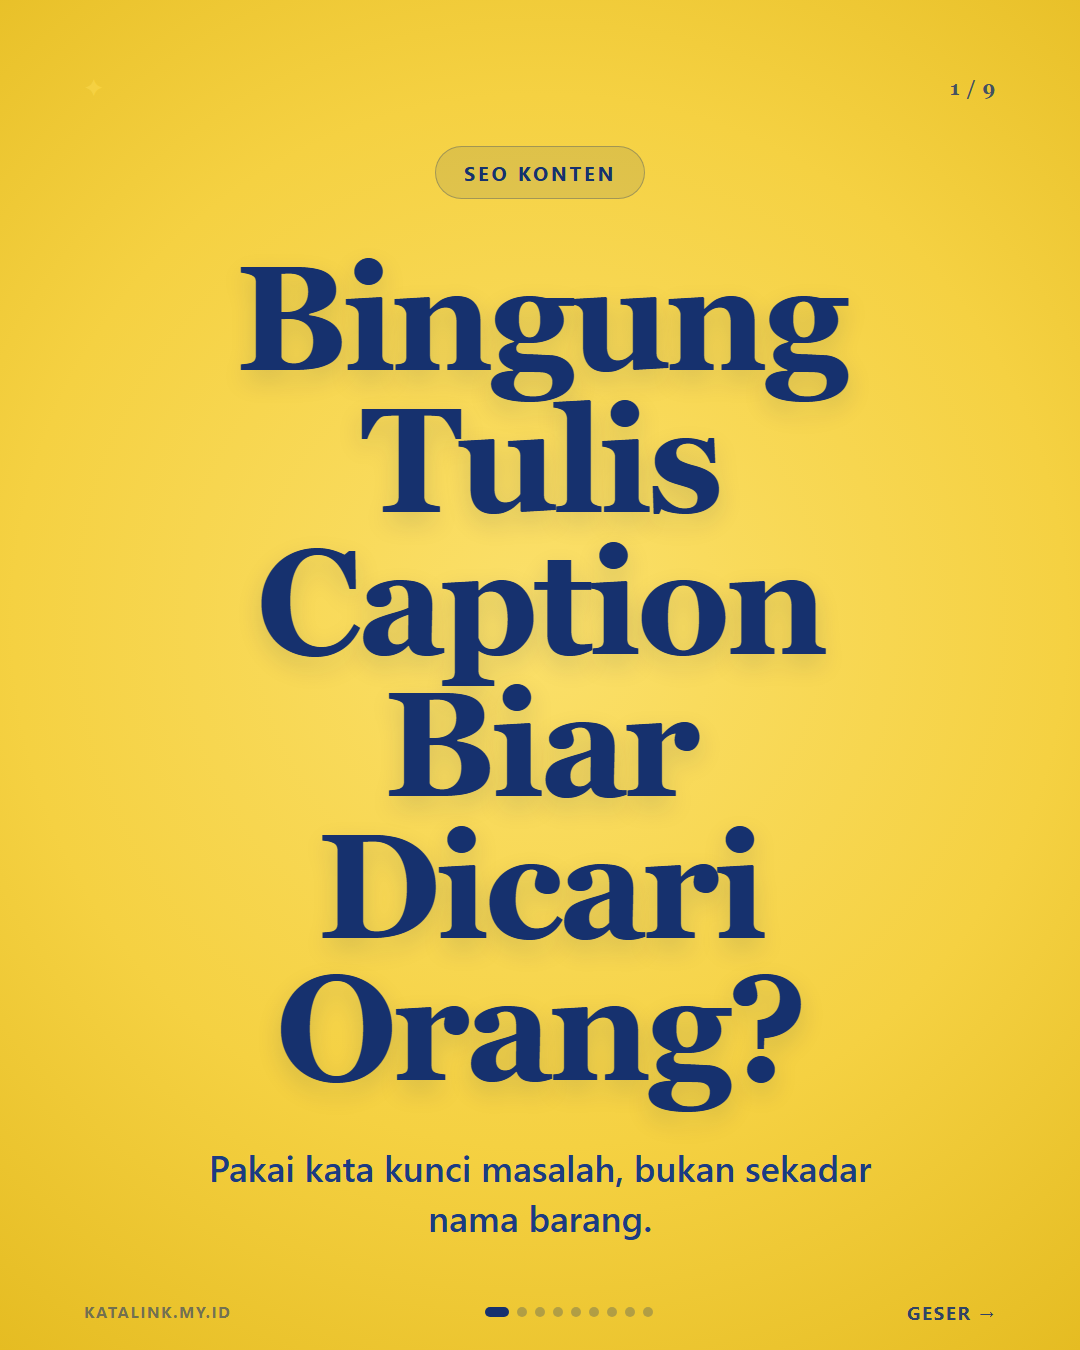 1 / 9
SEO KONTEN
Bingung
Tulis
Caption
Biar
Dicari
Orang?
Pakai kata kunci masalah, bukan sekadar
nama barang.
KATALINK.MY.ID
GESER →